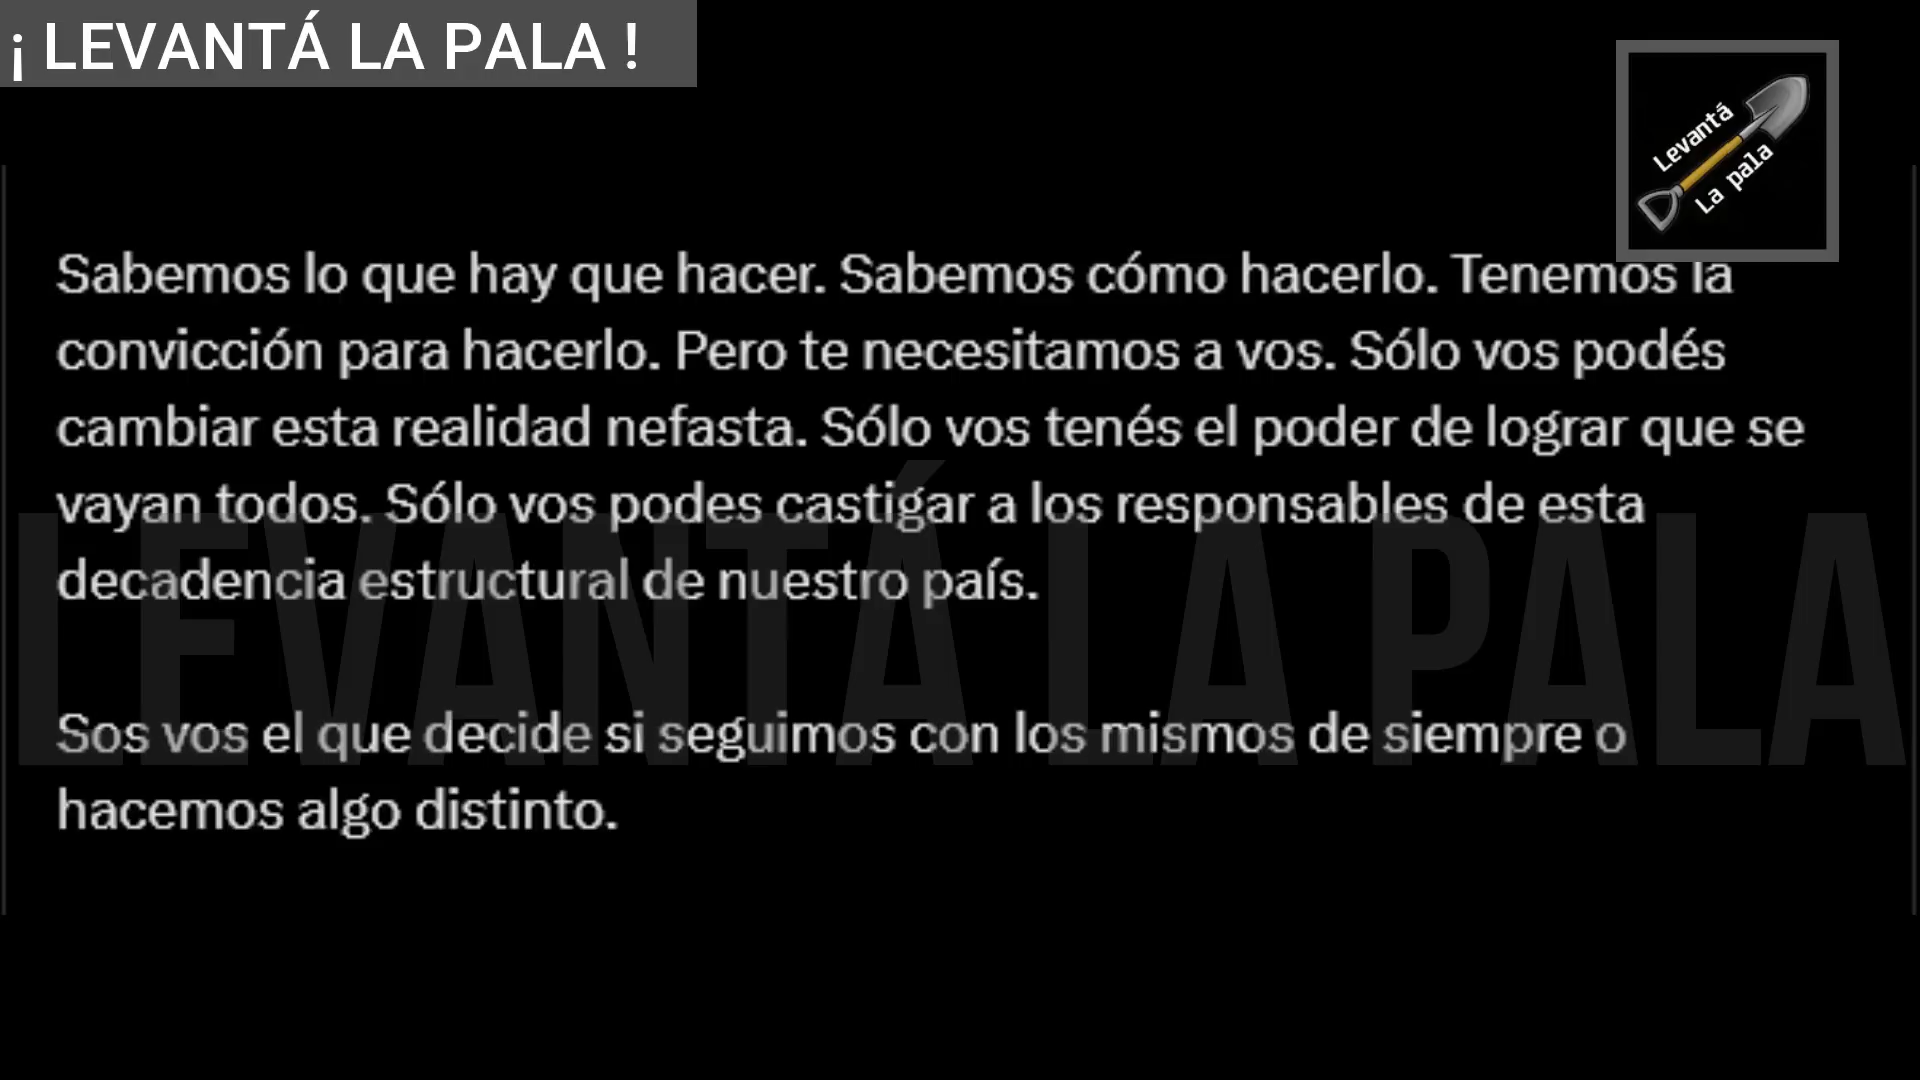 ¡ LEVANTÁ LA PALA !
Levantá
La pala
Sabemos lo que hay que hacer. Sabemos cómo hacerlo. Tenemos la
convicción para hacerlo. Pero te necesitamos a vos. Sólo vos podés
cambiar esta realidad nefasta. Sólo vos tenés el poder de lograr que se
vayan todos. Sólo vos podes castigar a los responsables de esta
decadencia estructural de nuestro país.
LEVANTÁ LA PALA
Sos vos el que decide si seguimos con los mismos de siempre o
hacemos algo distinto.